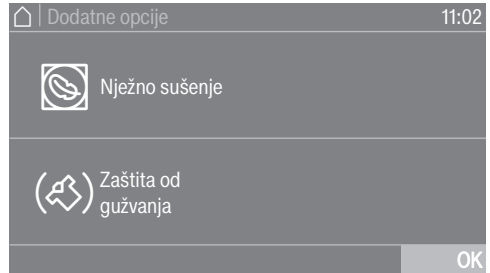 Dodatne opcije 11:02
Nježno sušenje
Zaštita od
gužvanja
OK